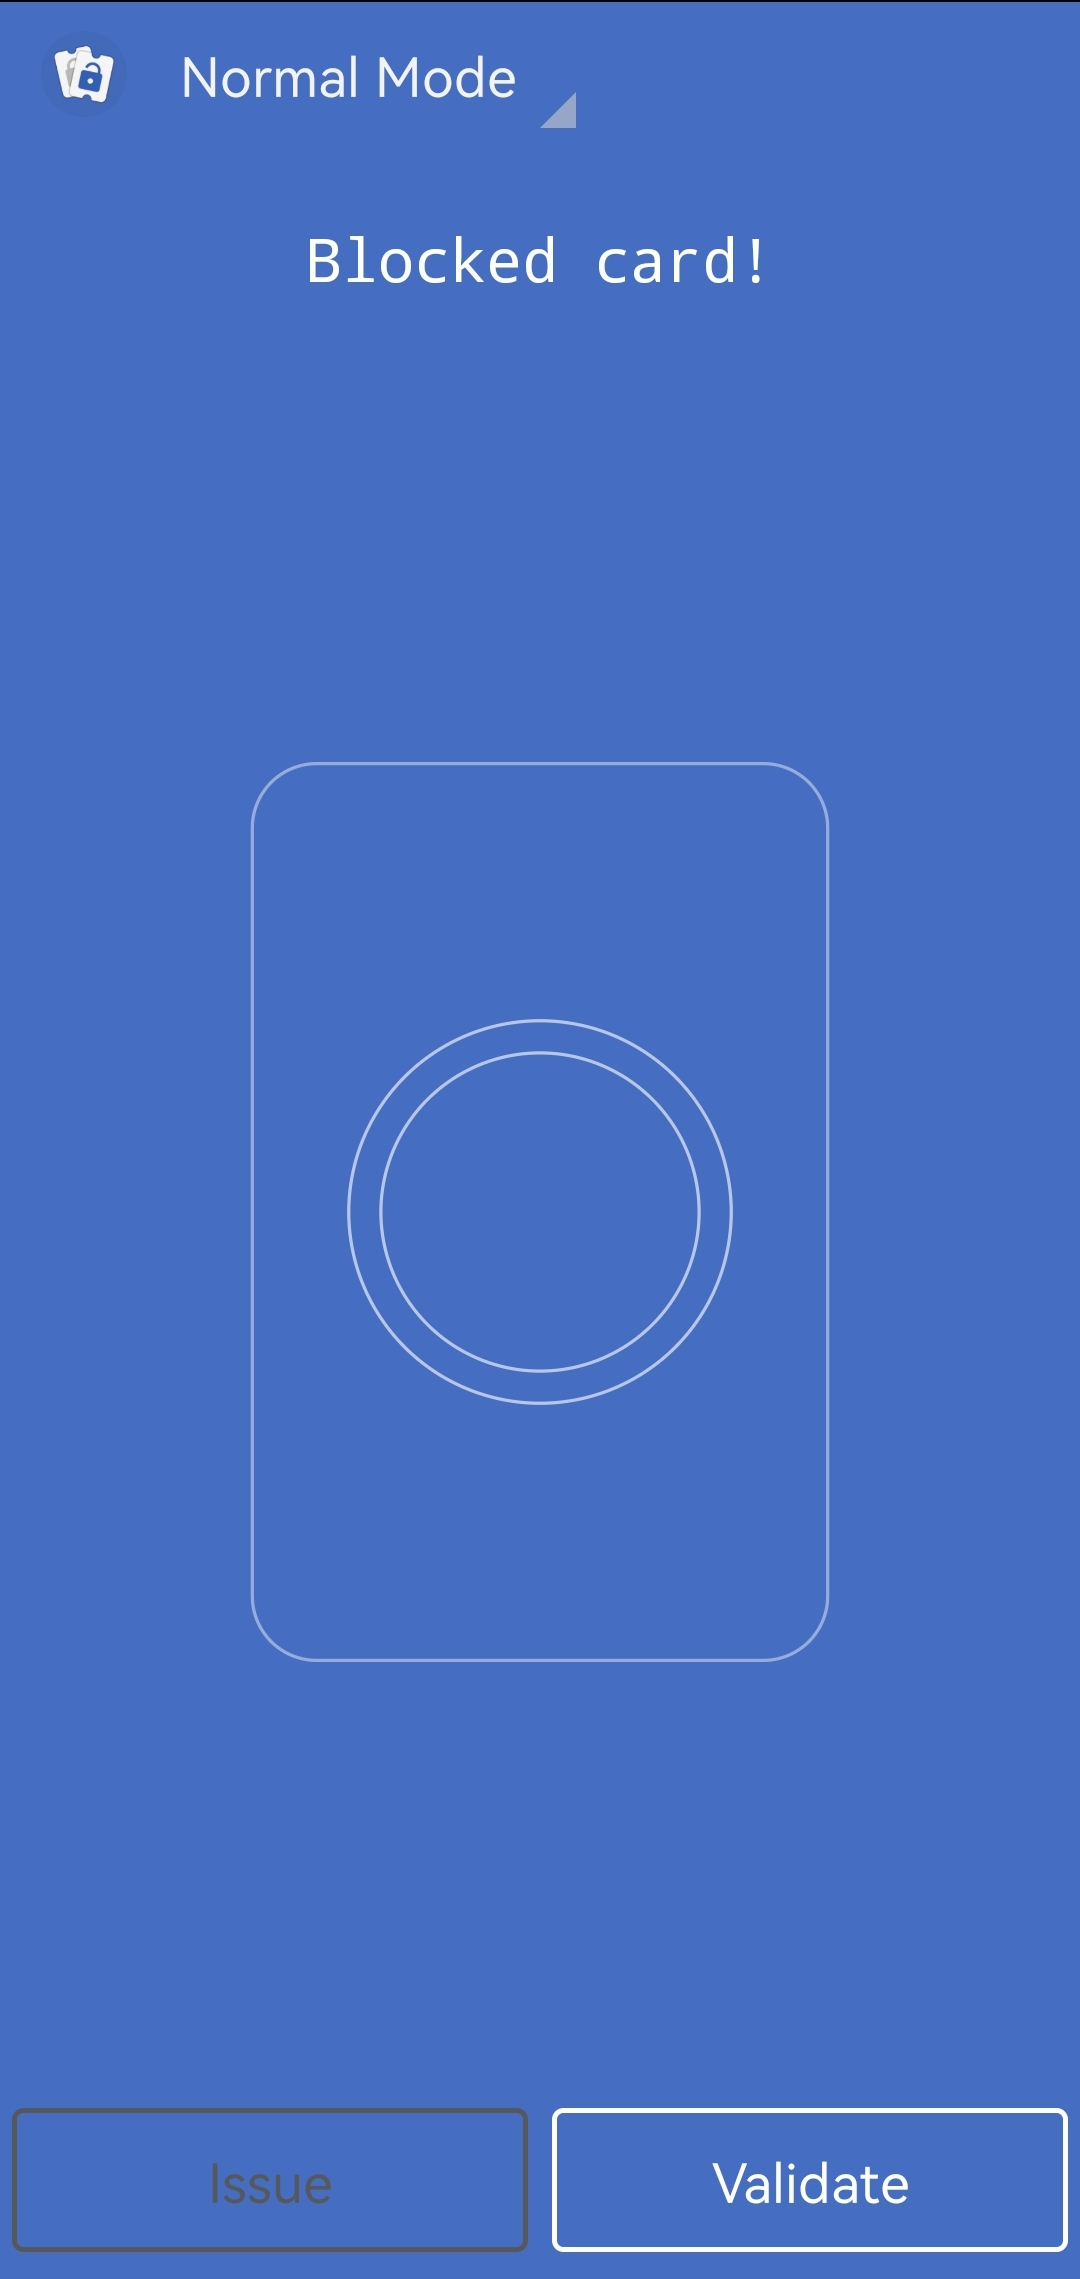 Normal Mode
Blocked card!
Issue
Validate